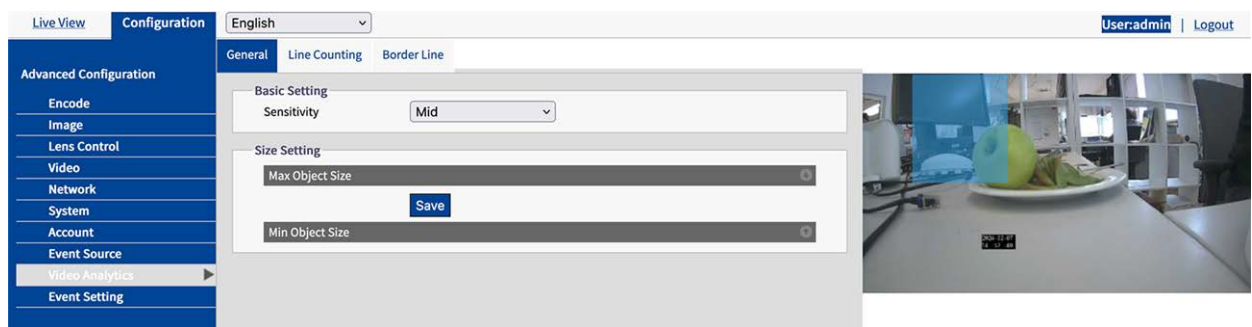 Live View
Configuration
English
User:admin | Logout
General
Line Counting
Border Line
Advanced Configuration
Encode
Image
Lens Control
Video
Network
System
Account
Event Source
Video Analytics
Event Setting
Basic Setting
Sensitivity
Mid
Size Setting
Max Object Size
Save
Min Object Size